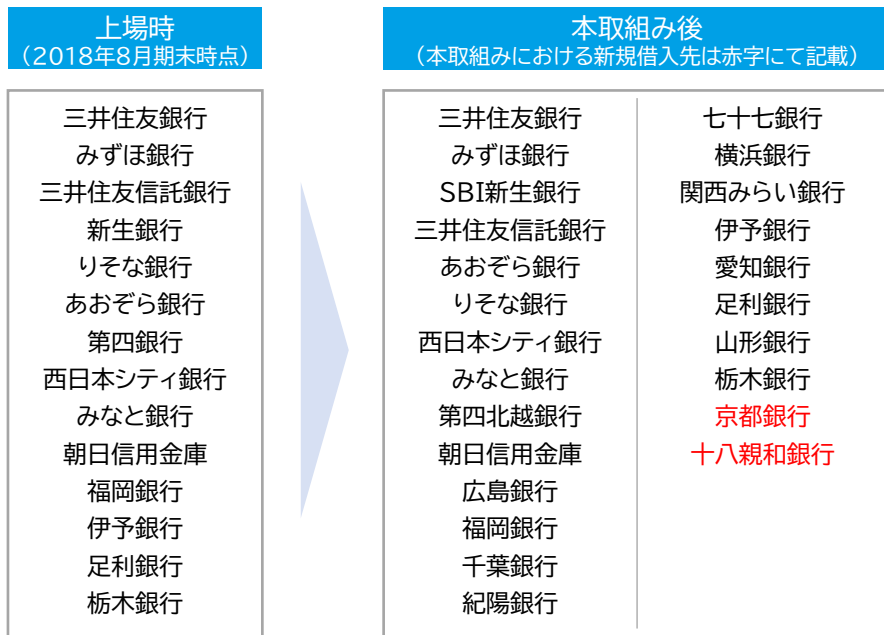 上場時
（2018年8月期末時点）
三井住友銀行
みずほ銀行
三井住友信託銀行
新生銀行
りそな銀行
あおぞら銀行
第四銀行
西日本シティ銀行
みなと銀行
朝日信用金庫
福岡銀行
伊予銀行
足利銀行
栃木銀行
本取組み後
（本取組みにおける新規借入先は赤字にて記載）
三井住友銀行
みずほ銀行
SBI新生銀行
三井住友信託銀行
あおぞら銀行
りそな銀行
西日本シティ銀行
みなと銀行
第四北越銀行
朝日信用金庫
広島銀行
福岡銀行
千葉銀行
紀陽銀行
七十七銀行
横浜銀行
関西みらい銀行
伊予銀行
愛知銀行
足利銀行
山形銀行
栃木銀行
京都銀行
十八親和銀行